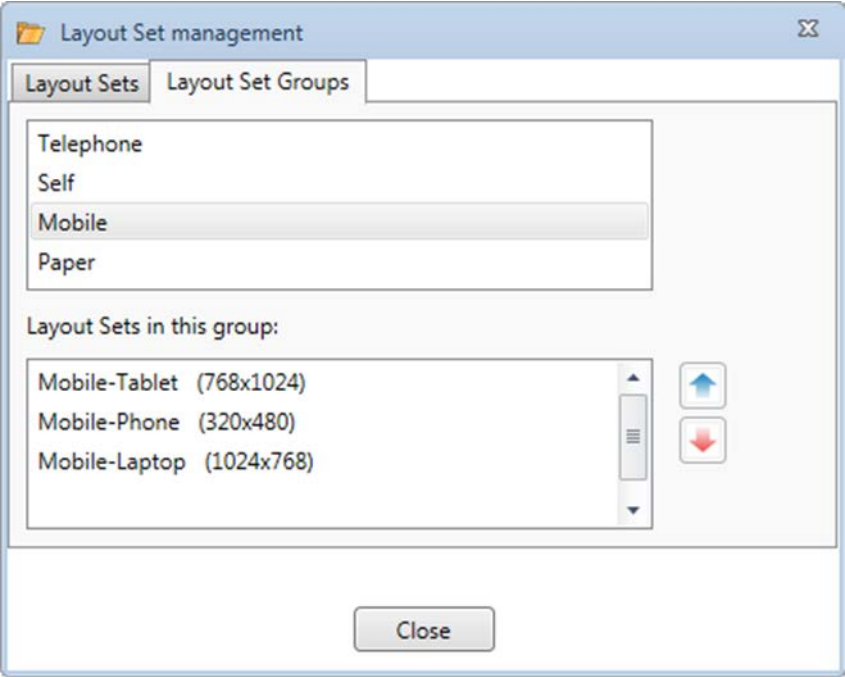 Layout Set management
Layout Sets
Layout Set Groups
Telephone
Self
Mobile
Paper
Layout Sets in this group:
Mobile-Tablet (768x1024)
Mobile-Phone (320x480)
Mobile-Laptop (1024x768)
Close